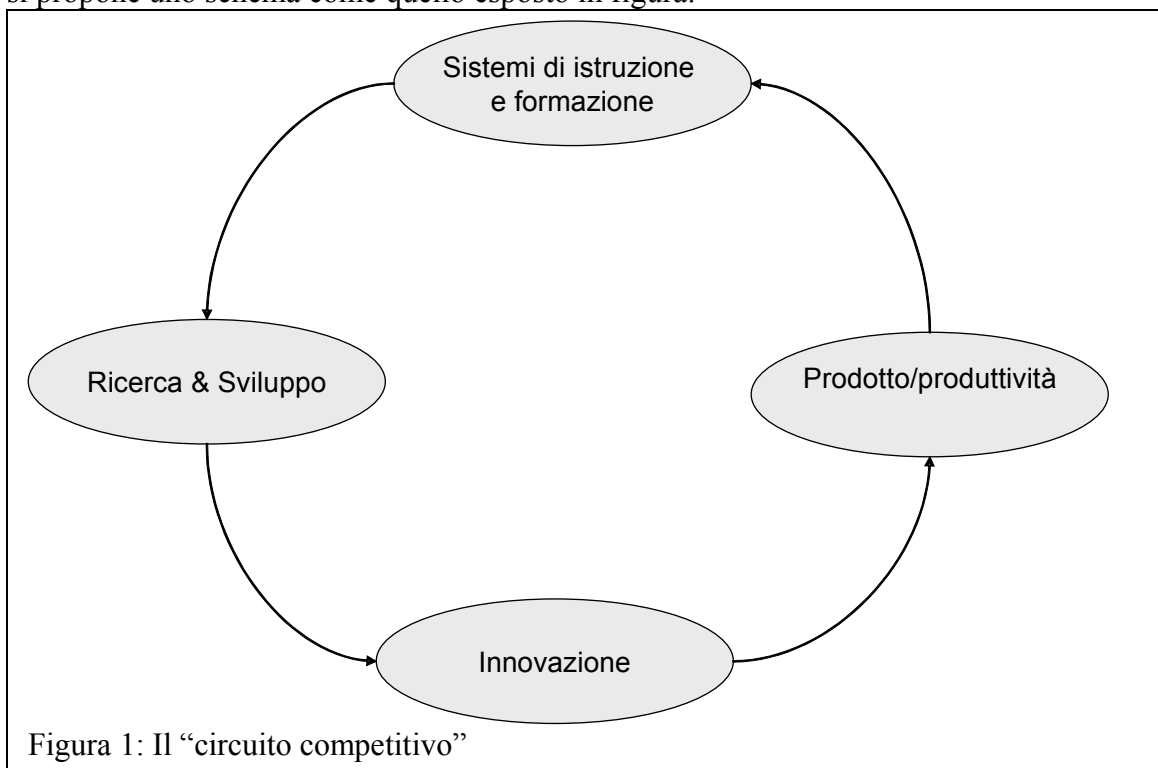 si propone uno schema come quello esposto in figura.
Sistemi di istruzione
e formazione
Ricerca & Sviluppo
Prodotto/produttività
Innovazione
Figura 1: Il “circuito competitivo”